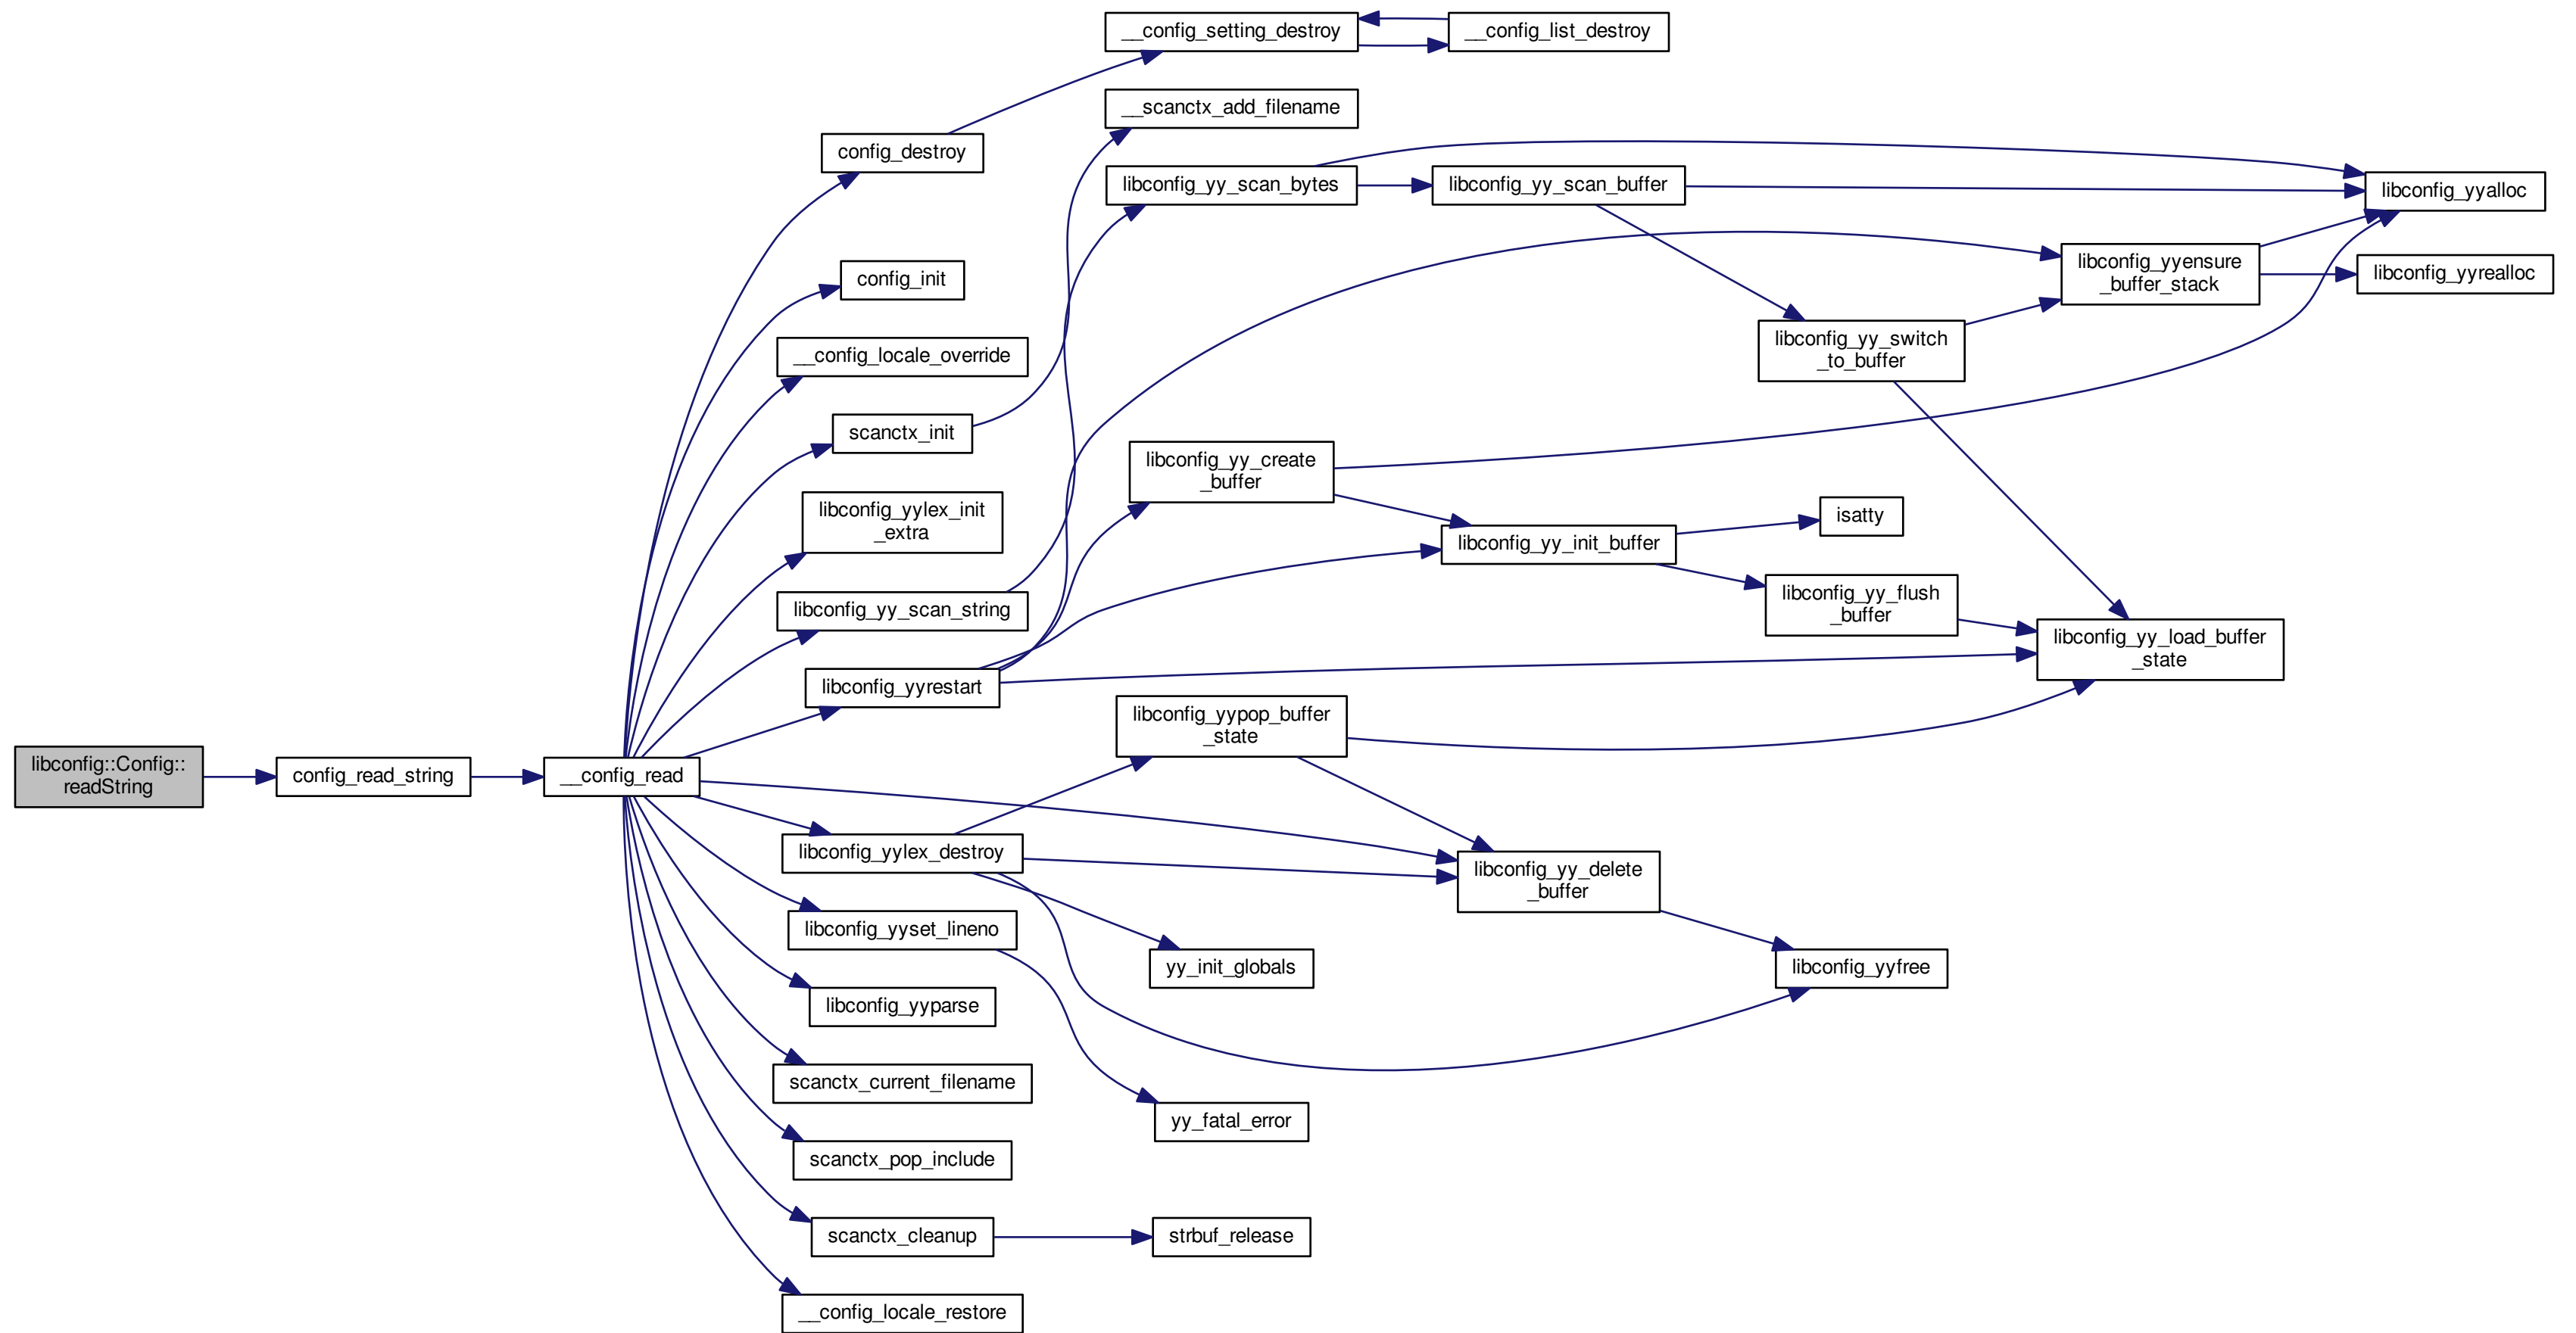 __config_setting_destroy
__config_list_destroy
__scanctx_add_filename
config_destroy
libconfig_yy_scan_bytes
libconfig_yy_scan_buffer
libconfig_yyalloc
config_init
libconfig_yyensure
_buffer_stack
libconfig_yyrealloc
__config_locale_override
libconfig_yy_switch
_to_buffer
scanctx_init
libconfig_yy_create
_buffer
libconfig_yylex_init
_extra
isatty
libconfig_yy_init_buffer
libconfig_yy_scan_string
libconfig_yy_flush
_buffer
libconfig_yy_load_buffer
_state
libconfig_yyrestart
libconfig_yypop_buffer
_state
libconfig::Config::
readString
config_read_string
__config_read
libconfig_yylex_destroy
libconfig_yy_delete
_buffer
libconfig_yyset_lineno
yy_init_globals
libconfig_yyfree
libconfig_yyparse
scanctx_current_filename
yy_fatal_error
scanctx_pop_include
scanctx_cleanup
strbuf_release
__config_locale_restore